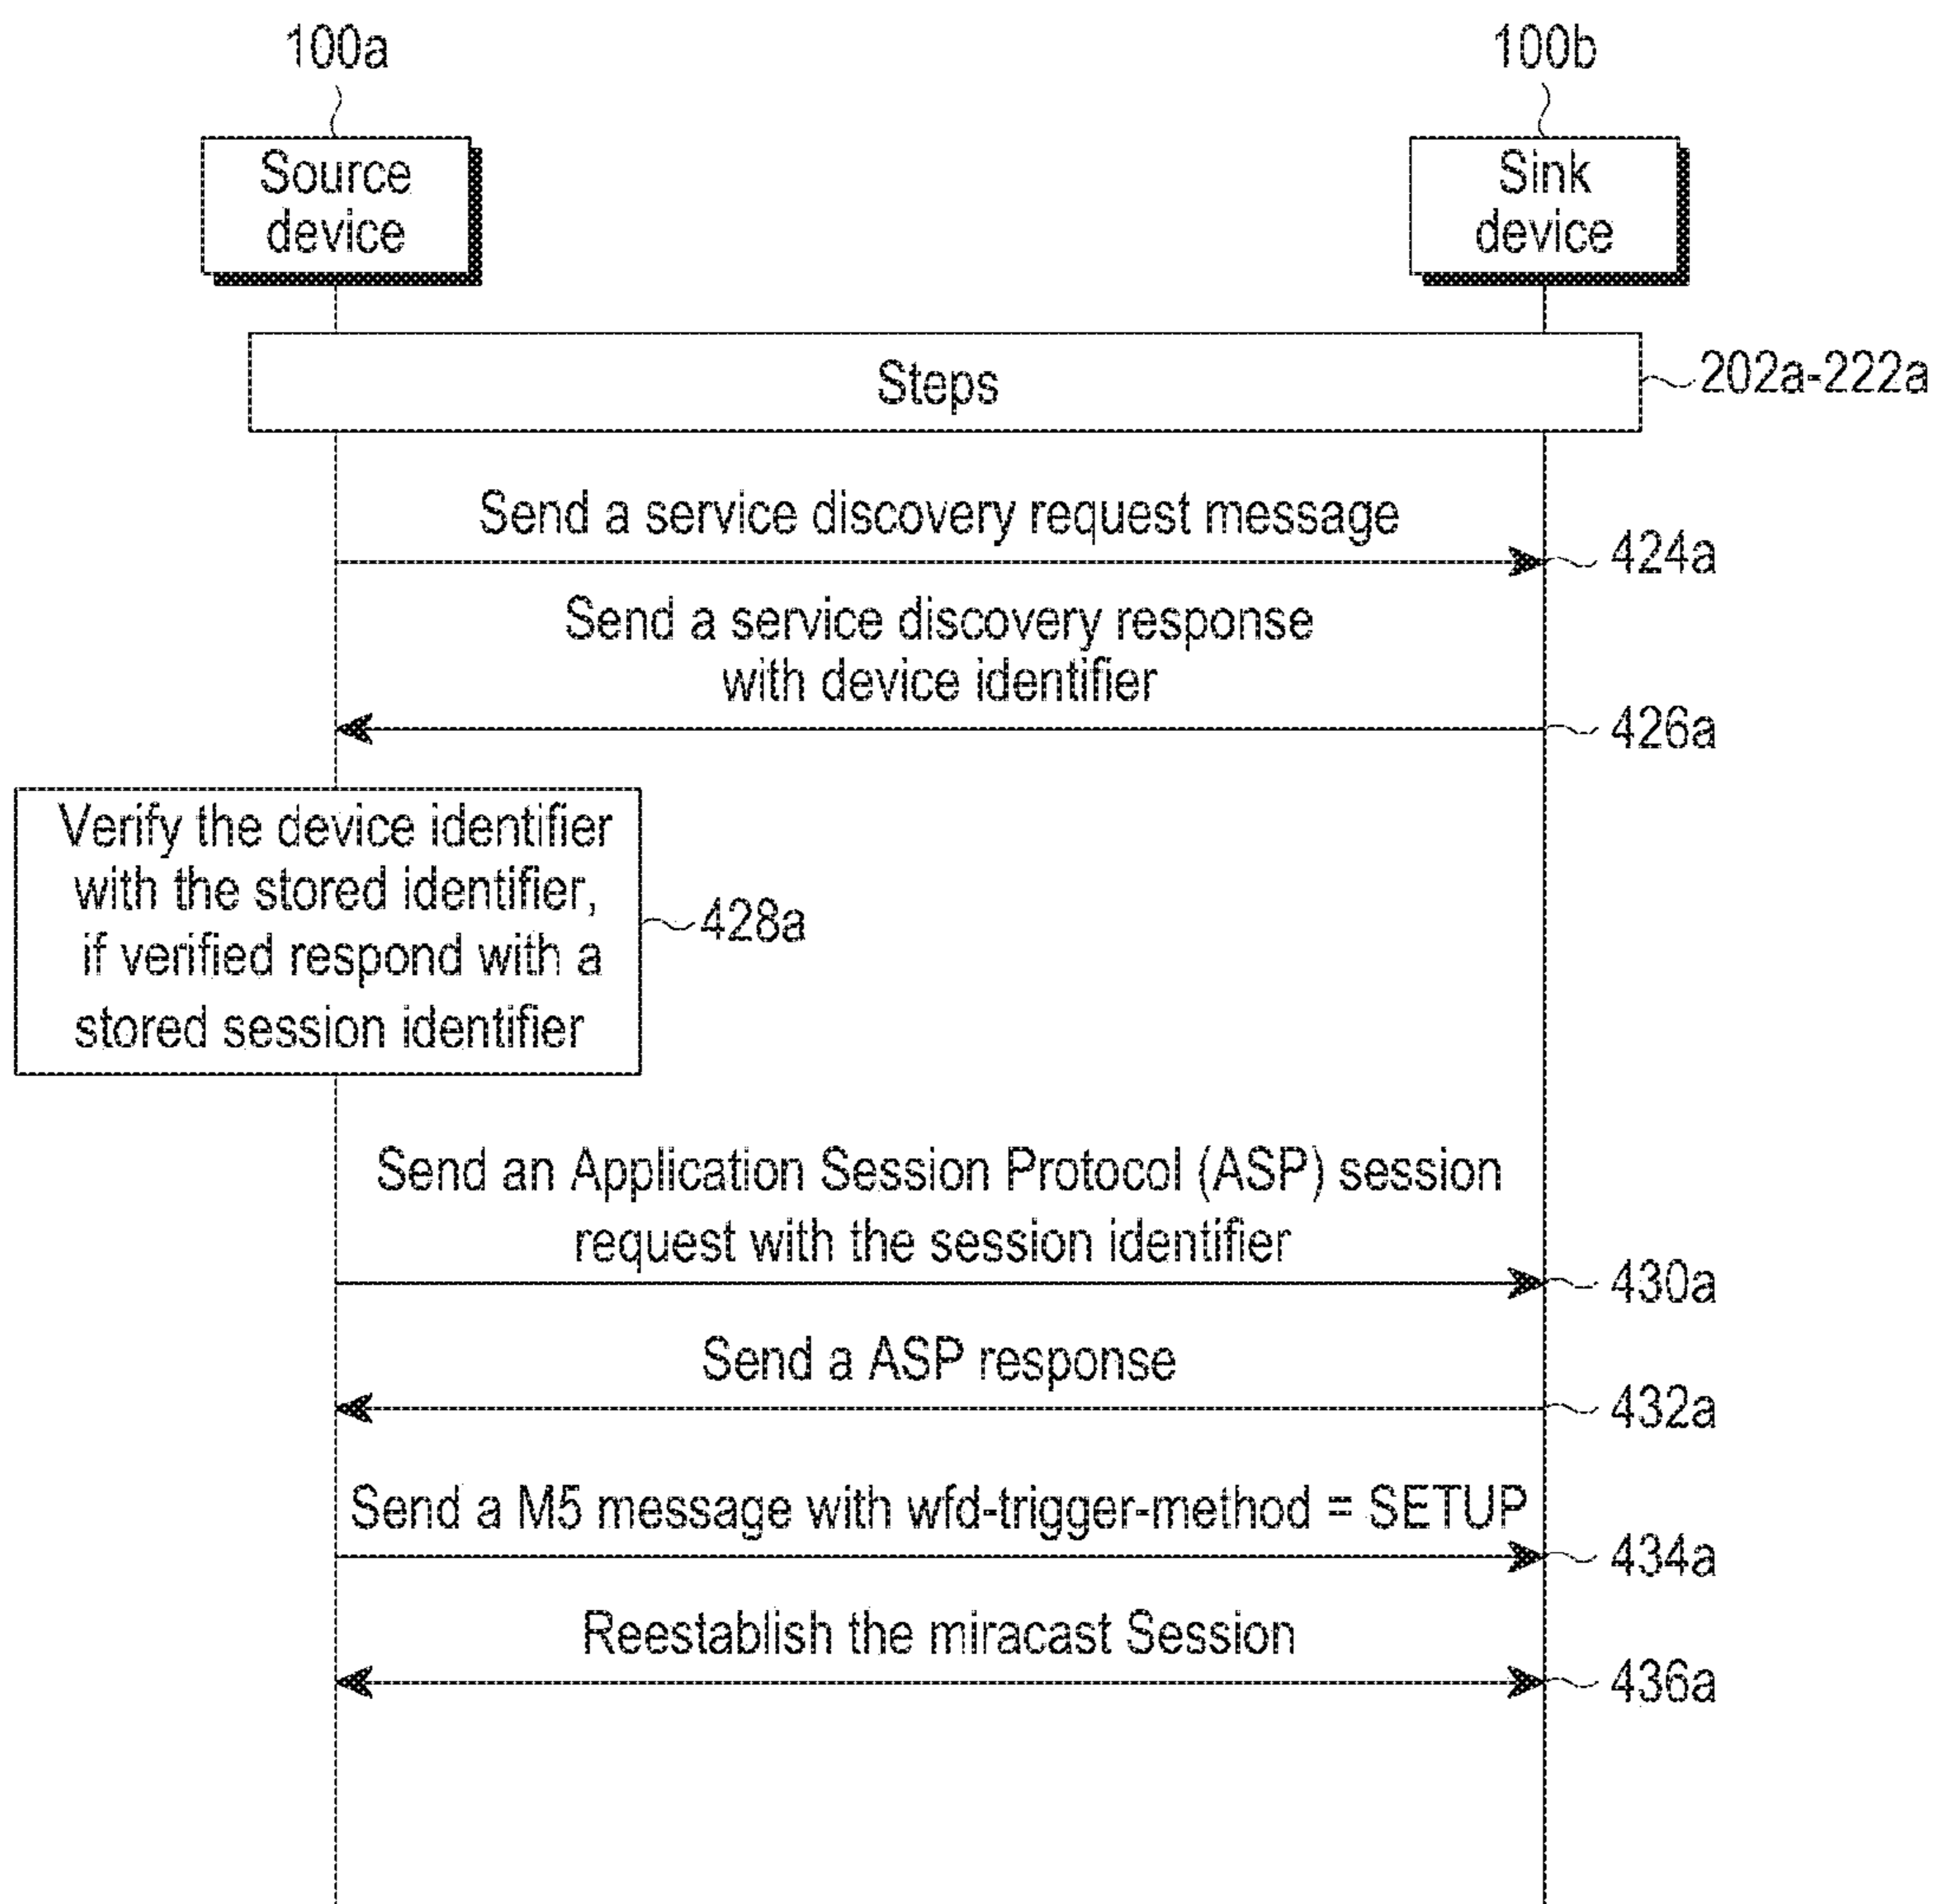 100a
100b
Source
device
Sink
device
Steps
202a-222a
Send a service discovery request message
424a
Send a service discovery response
with device identifier
426a
Verify the device identifier
with the stored identifier,
if verified respond with a
stored session identifier
428a
Send an Application Session Protocol (ASP) session
request with the session identifier
430a
Send a ASP response
432a
Send a M5 message with wfd-trigger-method = SETUP
434a
Reestablish the miracast Session
436a